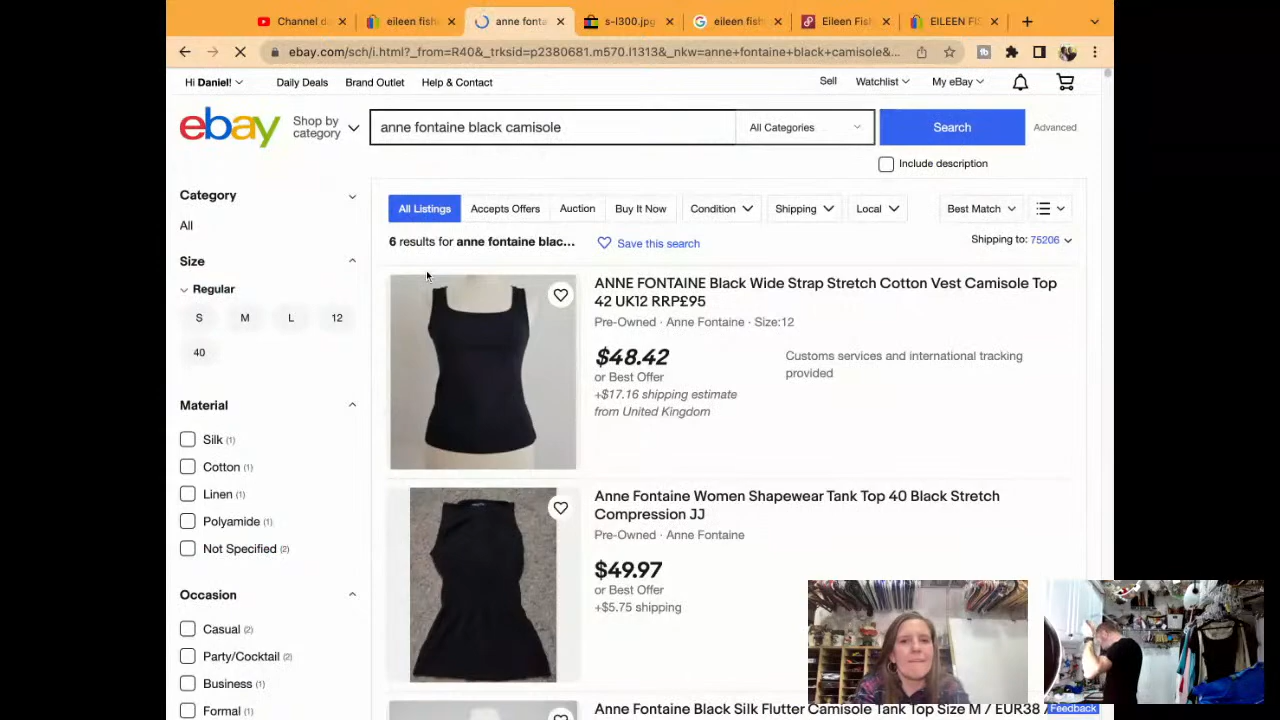 Channel d
eileen fish
anne fonta
s-l300.jpg
eileen fish
Eileen Fish
EILEEN FIS
ebay.com/sch/i.html?_from=R40&_trksid=p2380681.m570.l1313&_nkw=anne+fontaine+black+camisole&...
Hi Daniel!
Daily Deals
Brand Outlet
Help & Contact
Sell
Watchlist
My eBay
ebay
Shop by category
anne fontaine black camisole
All Categories
Search
Advanced
Include description
Category
All
Size
Regular
S
M
L
12
40
Material
Silk (1)
Cotton (1)
Linen (1)
Polyamide (1)
Not Specified (2)
Occasion
Casual (2)
Party/Cocktail (2)
Business (1)
Formal (1)
All Listings
Accepts Offers
Auction
Buy It Now
Condition
Shipping
Local
Best Match
6 results for anne fontaine blac...
Save this search
Shipping to: 75206
ANNE FONTAINE Black Wide Strap Stretch Cotton Vest Camisole Top
42 UK12 RRP£95
Pre-Owned · Anne Fontaine · Size:12
$48.42
or Best Offer
+$17.16 shipping estimate
from United Kingdom
Customs services and international tracking
provided
Anne Fontaine Women Shapewear Tank Top 40 Black Stretch
Compression JJ
Pre-Owned · Anne Fontaine
$49.97
or Best Offer
+$5.75 shipping
Anne Fontaine Black Silk Flutter Camisole Tank Top Size M / EUR38 /
Feedback